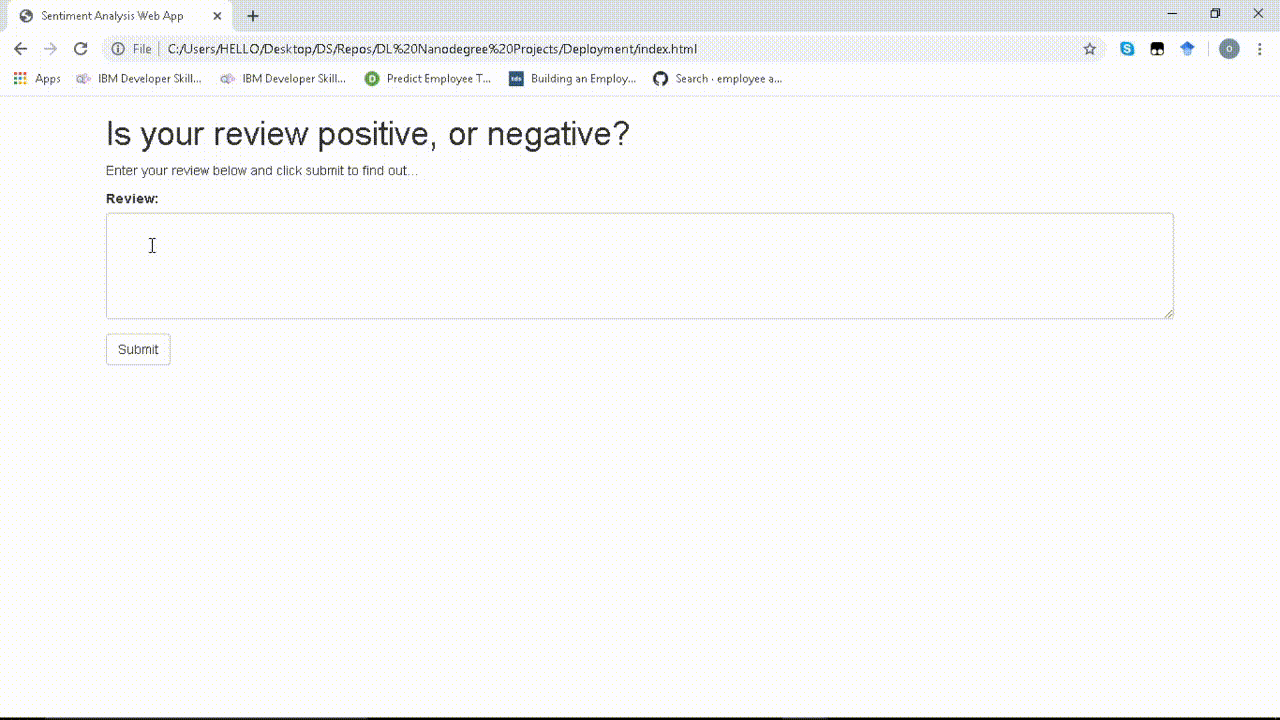 Sentiment Analysis Web App
File C:/Users/HELLO/Desktop/DS/Repos/DL%20Nanodegree%20Projects/Deployment/index.html
Apps IBM Developer Skill... IBM Developer Skill... Predict Employee T... Building an Employ... Search · employee a...
Is your review positive, or negative?
Enter your review below and click submit to find out...
Review:
Submit